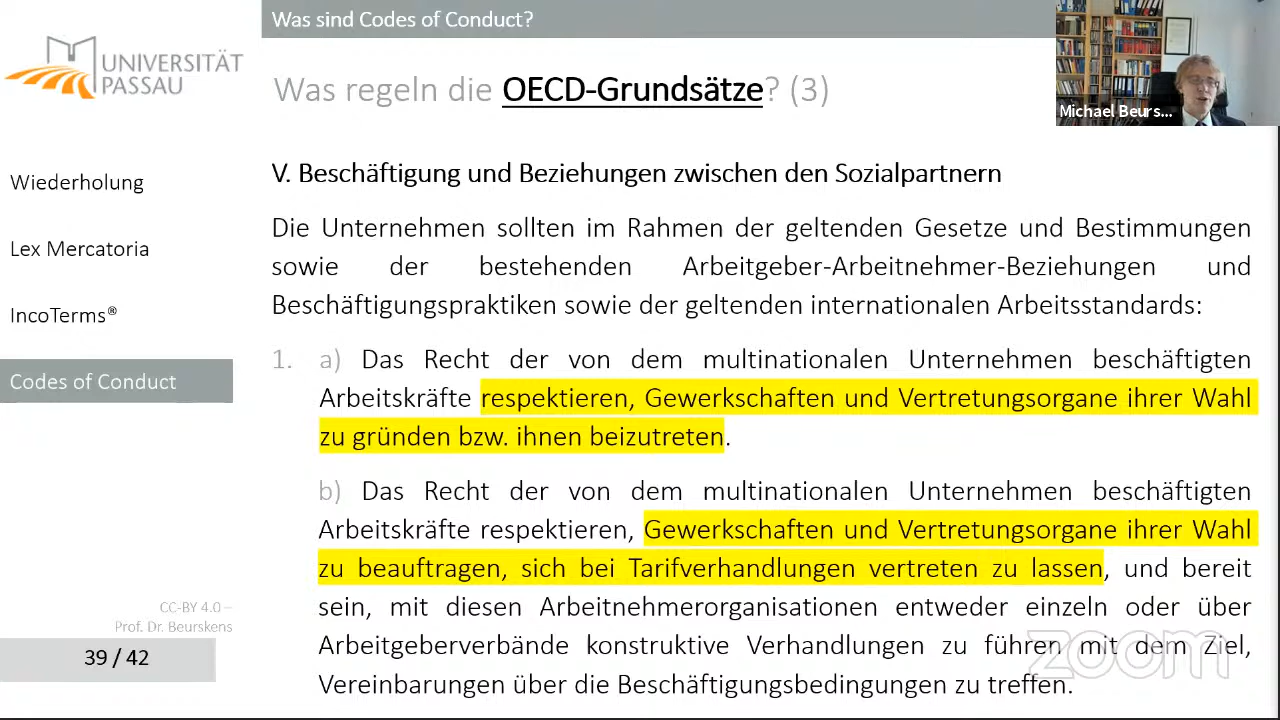 Was sind Codes of Conduct?
UNIVERSITÄT
PASSAU
Was regeln die OECD-Grundsätze? (3)
Michael Beurs...
Wiederholung
Lex Mercatoria
IncoTerms®
Codes of Conduct
V. Beschäftigung und Beziehungen zwischen den Sozialpartnern
Die Unternehmen sollten im Rahmen der geltenden Gesetze und Bestimmungen
sowie der bestehenden Arbeitgeber-Arbeitnehmer-Beziehungen und
Beschäftigungspraktiken sowie der geltenden internationalen Arbeitsstandards:
1. a) Das Recht der von dem multinationalen Unternehmen beschäftigten
Arbeitskräfte respektieren, Gewerkschaften und Vertretungsorgane ihrer Wahl
zu gründen bzw. ihnen beizutreten.
b) Das Recht der von dem multinationalen Unternehmen beschäftigten
Arbeitskräfte respektieren, Gewerkschaften und Vertretungsorgane ihrer Wahl
zu beauftragen, sich bei Tarifverhandlungen vertreten zu lassen, und bereit
sein, mit diesen Arbeitnehmerorganisationen entweder einzeln oder über
Arbeitgeberverbände konstruktive Verhandlungen zu führen mit dem Ziel,
Vereinbarungen über die Beschäftigungsbedingungen zu treffen.
CC-BY 4.0 –
Prof. Dr. Beurskens
39 / 42
zoom